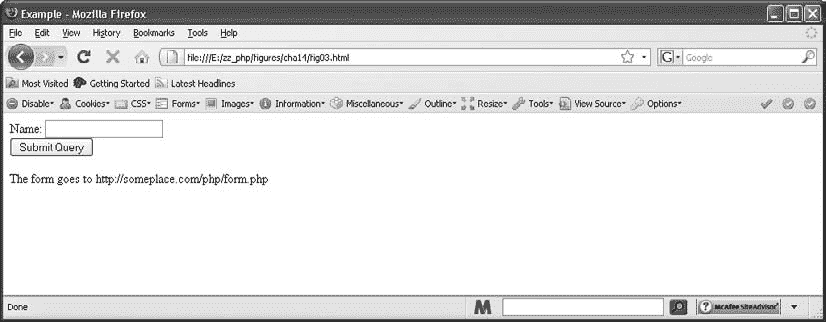 Example - Mozilla Firefox
File Edit View History Bookmarks Tools Help
file:///E:/zz_php/figures/cha14/fig03.html
G Google
Most Visited Getting Started Latest Headlines
Disable Cookies CSS Forms Images Information Miscellaneous Outline Resize Tools View Source Options
Name:
Submit Query
The form goes to http://someplace.com/php/form.php
Done M ? McAfee SiteAdvisor